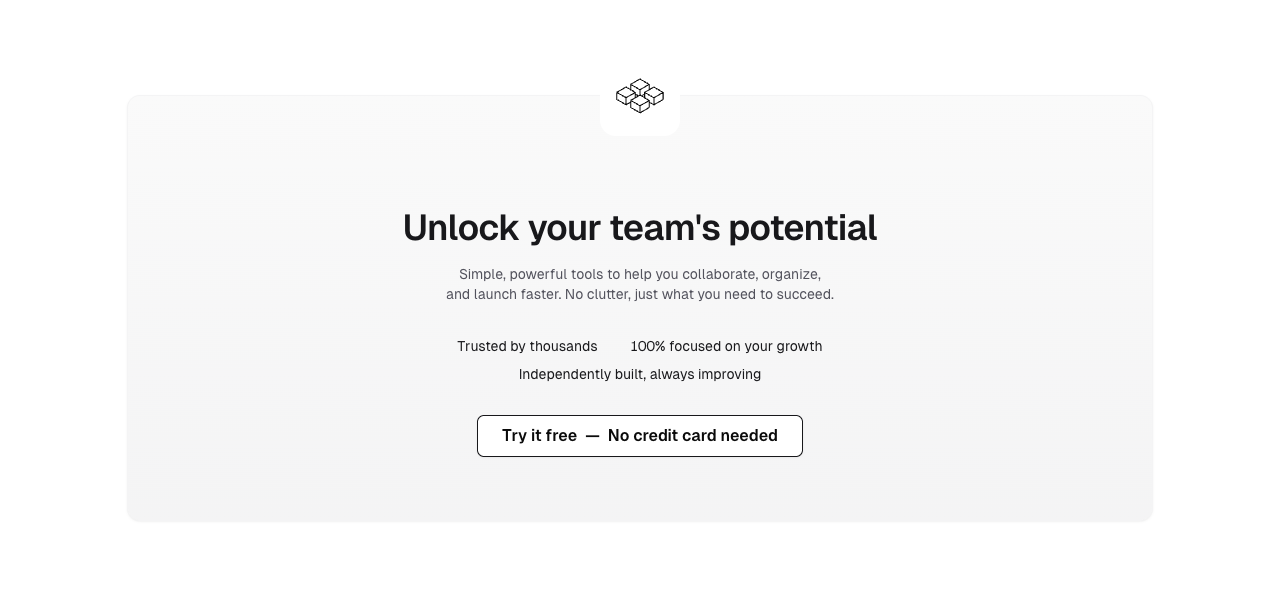 Unlock your team's potential
Simple, powerful tools to help you collaborate, organize,
and launch faster. No clutter, just what you need to succeed.
Trusted by thousands 100% focused on your growth
Independently built, always improving
Try it free — No credit card needed